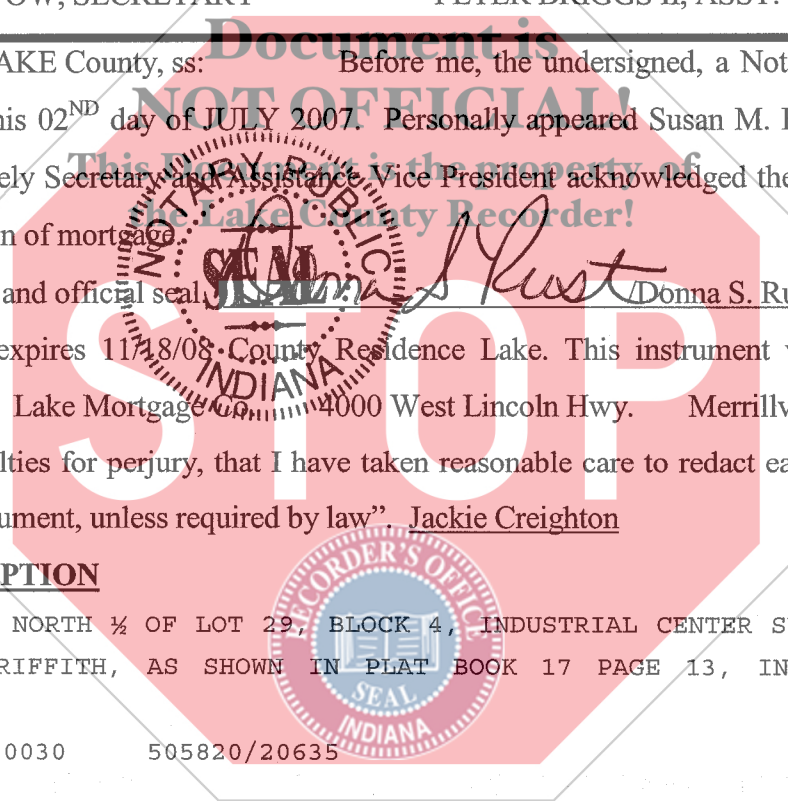 OW, SECRETARY PETER BRIGGS II, ASST.
Document is
AKE County, ss: Before me, the undersigned, a Not
NOT OFFICIAL!
his 02ND day of JULY 2007. Personally appeared Susan M. 
This Document is the property of
ely Secretary and Assistance Vice President acknowledged the
the Lake County Recorder!
n of mortgage.
NOTARY PUBLIC
SEAL
INDIANA
and official seal. Donna S Rust /Donna S. Ru
expires 11/18/08 County Residence Lake. This instrument
STOP
Lake Mortgage Co. 4000 West Lincoln Hwy. Merrillv
lties for perjury, that I have taken reasonable care to redact ea
ument, unless required by law”. Jackie Creighton
PTION
RECORDER'S OFFICE
SEAL
INDIANA
NORTH ½ OF LOT 29, BLOCK 4, INDUSTRIAL CENTER S
RIFFITH, AS SHOWN IN PLAT BOOK 17 PAGE 13, IN
0030 505820/20635